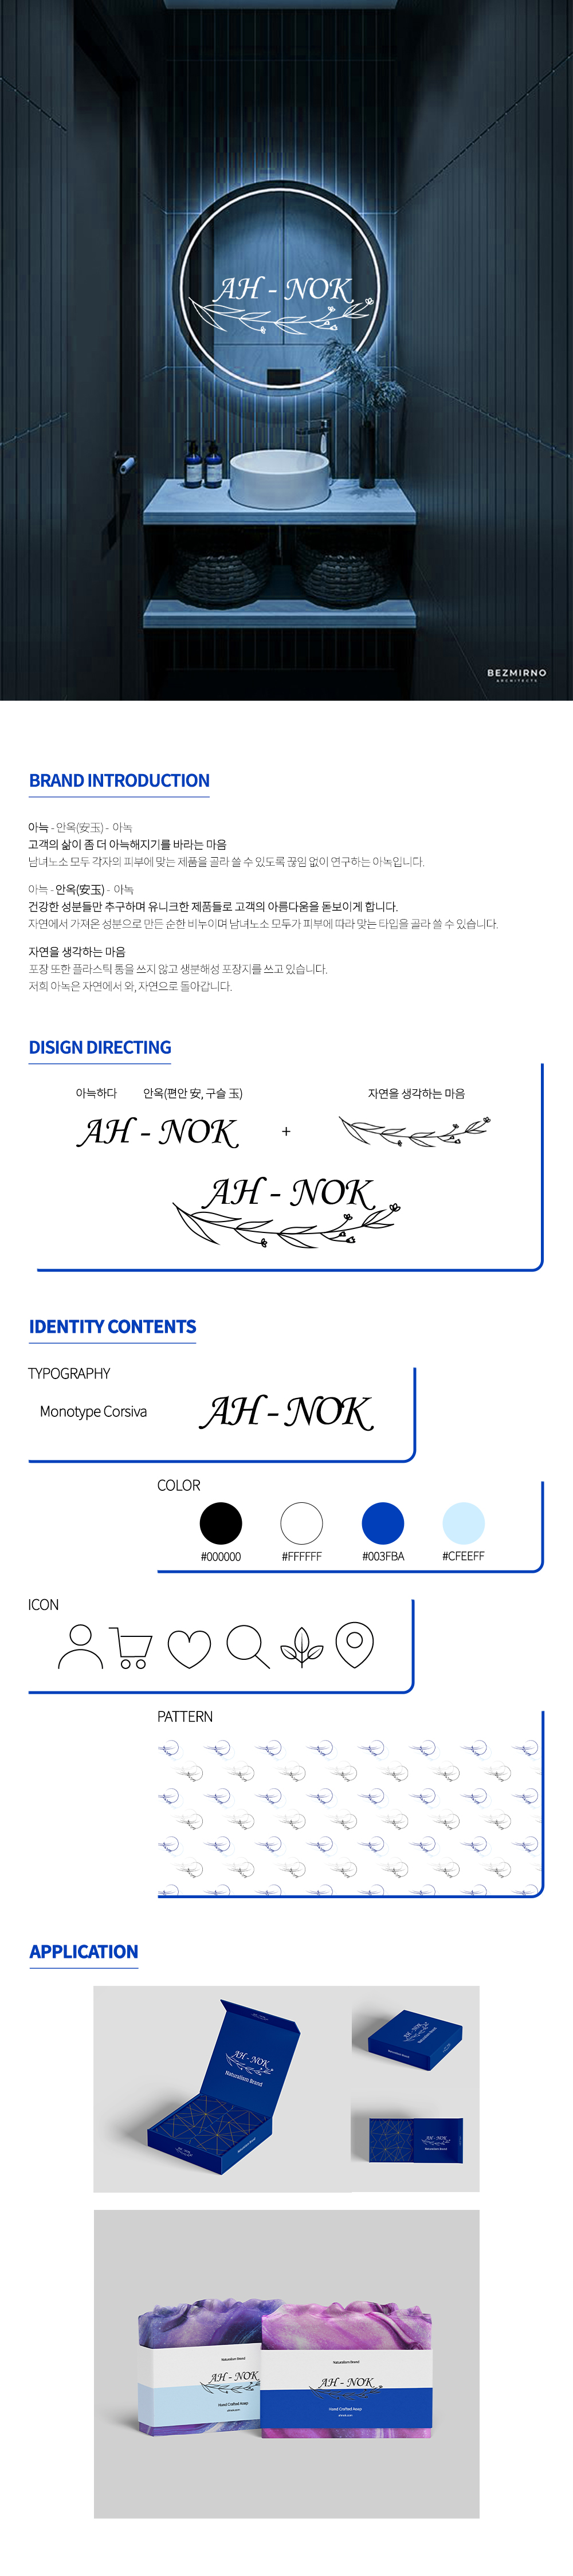 AH - NOK
BEZMIRNO
ARCHITECTS
BRAND INTRODUCTION
아늑 - 안옥(安玉) - 아녹
고객의 삶이 좀 더 아늑해지기를 바라는 마음
남녀노소 모두 각자의 피부에 맞는 제품을 골라 쓸 수 있도록 끊임 없이 연구하는 아녹입니다.
아늑 - 안옥(安玉) - 아녹
건강한 성분들만 추구하며 유니크한 제품들로 고객의 아름다움을 돋보이게 합니다.
자연에서 가져온 성분으로 만든 순한 비누이며 남녀노소 모두가 피부에 따라 맞는 타입을 골라 쓸 수 있습니다.
자연을 생각하는 마음
포장 또한 플라스틱 통을 쓰지 않고 생분해성 포장지를 쓰고 있습니다.
저희 아녹은 자연에서 와, 자연으로 돌아갑니다.
DISIGN DIRECTING
아늑하다 안옥(편안 安, 구슬 玉) 자연을 생각하는 마음
AH - NOK +
AH - NOK
IDENTITY CONTENTS
TYPOGRAPHY
Monotype Corsiva AH - NOK
COLOR
#000000 #FFFFFF #003FBA #CFEEFF
ICON
PATTERN
APPLICATION
AH - NOK
Naturalism Brand
AH - NOK
Naturalism Brand
Naturalism Brand
Naturalism Brand
AH - NOK
Naturalism Brand
AH - NOK
Hand Crafted Soap
Naturalism Brand
AH - NOK
Hand Crafted Soap